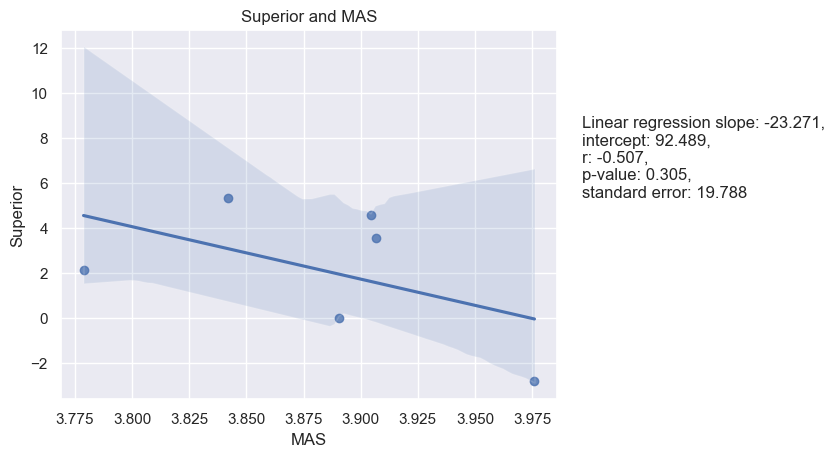 Superior and MAS
12
10
8
6
4
2
0
−2
Superior
3.775 3.800 3.825 3.850 3.875 3.900 3.925 3.950 3.975
MAS
Linear regression slope: -23.271,
intercept: 92.489,
r: -0.507,
p-value: 0.305,
standard error: 19.788